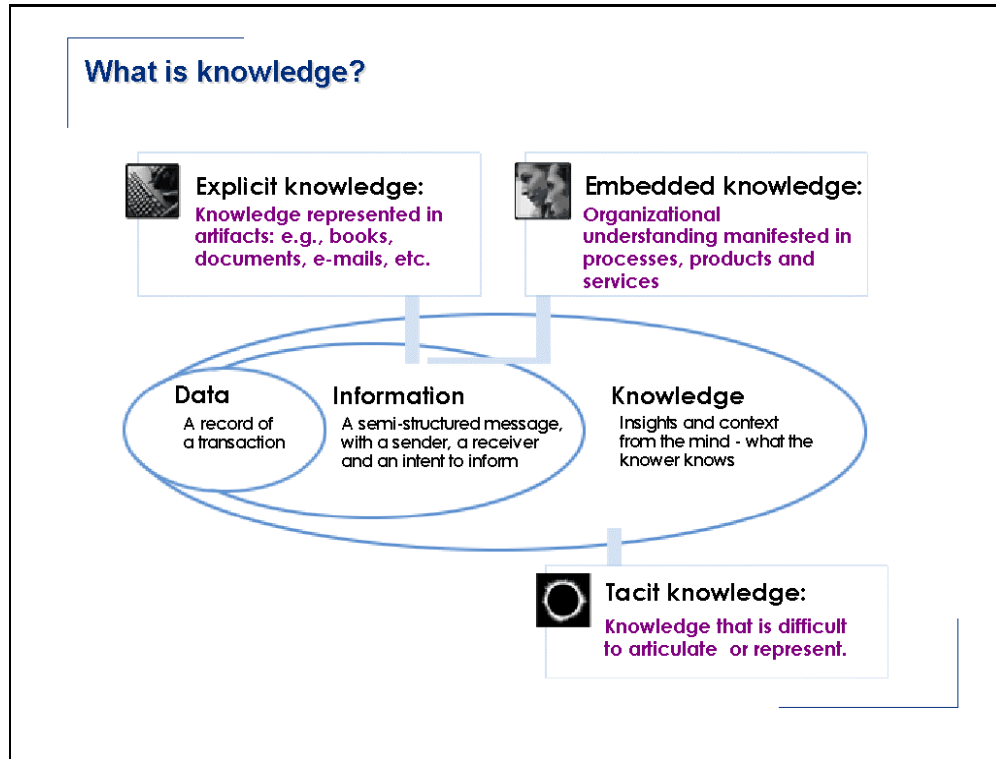 What is knowledge?
Explicit knowledge:
Knowledge represented in
artifacts: e.g., books,
documents, e-mails, etc.
Embedded knowledge:
Organizational
understanding manifested in
processes, products and
services
Data
A record of
a transaction
Information
A semi-structured message,
with a sender, a receiver
and an intent to inform
Knowledge
Insights and context
from the mind - what the
knower knows
Tacit knowledge:
Knowledge that is difficult
to articulate or represent.